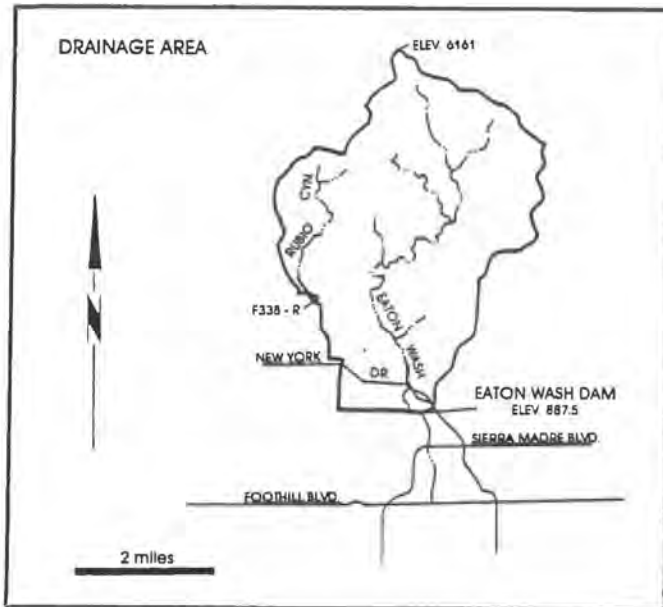 DRAINAGE AREA
ELEV. 6161
RUBIO CYN
F338 - R
EATON WASH
NEW YORK DR
EATON WASH DAM
ELEV. 887.5
SIERRA MADRE BLVD.
FOOTHILL BLVD.
2 miles
N